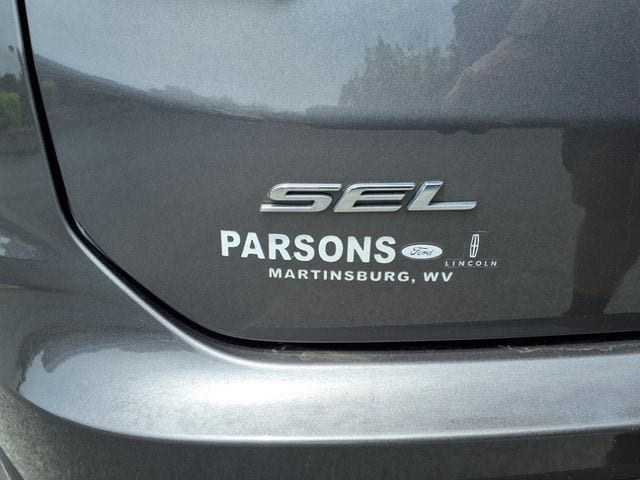 SEL
PARSONS Ford LINCOLN
MARTINSBURG, WV